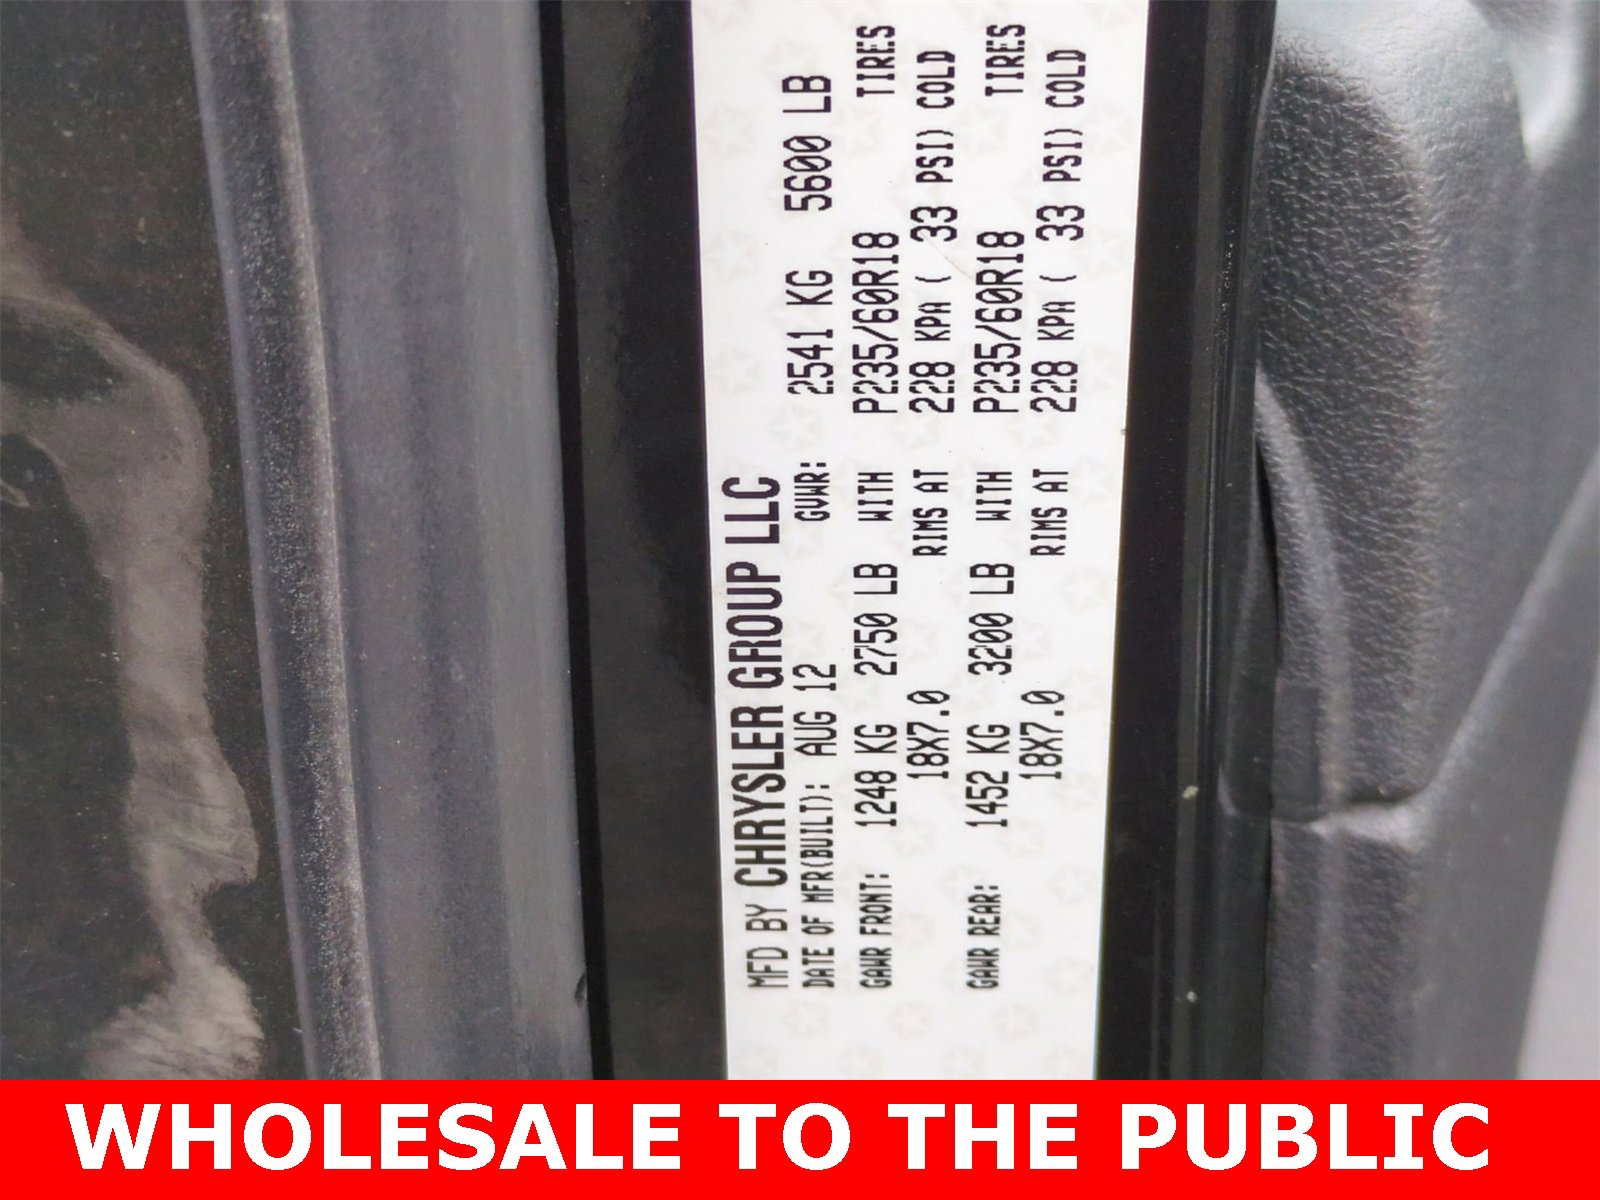 MFD BY CHRYSLER GROUP LLC
DATE OF MFR(BUILT): AUG 12 GVWR: 2541 KG 5600 LB
GAWR FRONT: 1248 KG 2750 LB WITH P235/60R18 TIRES
18X7.0 RIMS AT 228 KPA ( 33 PSI) COLD
GAWR REAR: 1452 KG 3200 LB WITH P235/60R18 TIRES
18X7.0 RIMS AT 228 KPA ( 33 PSI) COLD
WHOLESALE TO THE PUBLIC